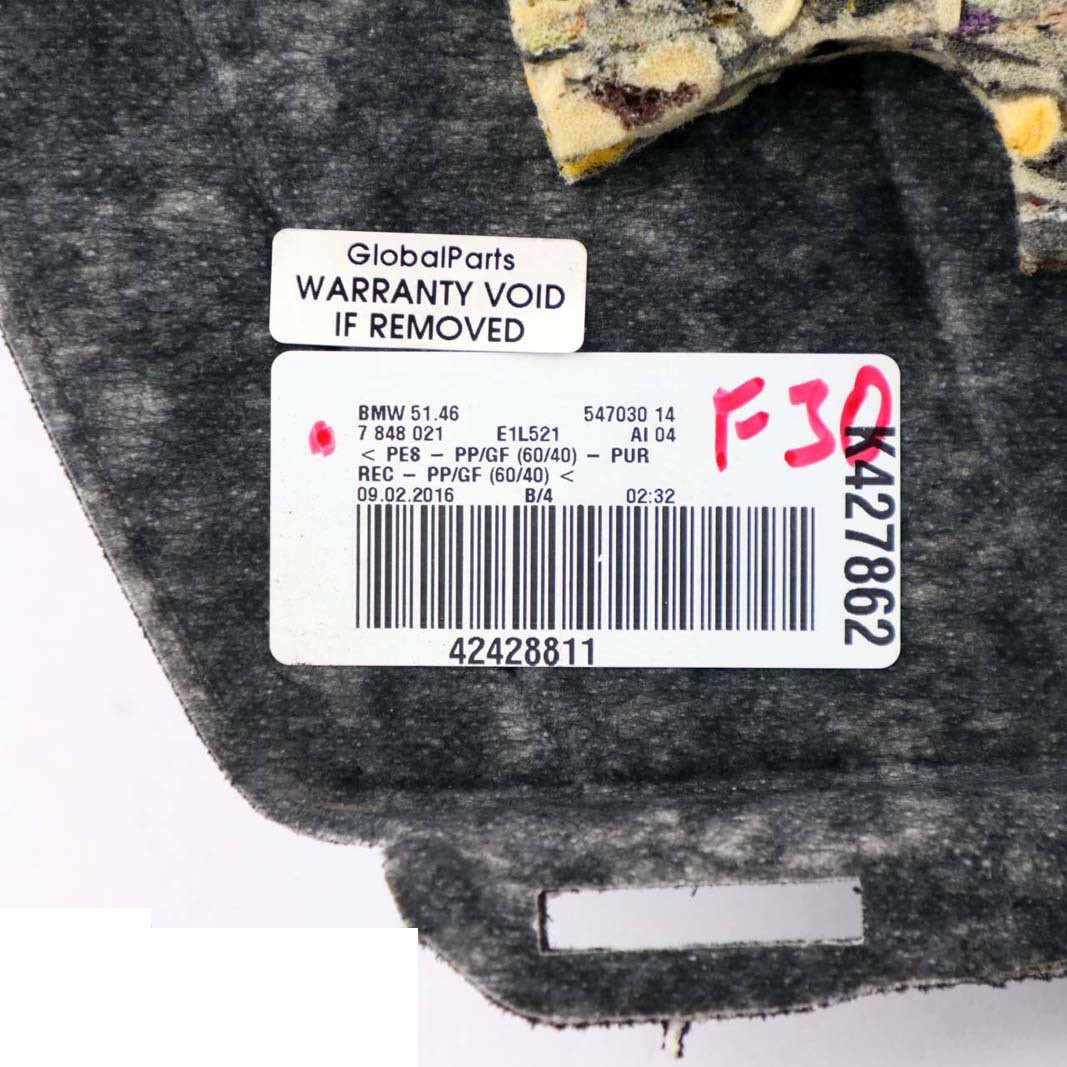 GlobalParts
WARRANTY VOID
IF REMOVED
BMW 51.46 547030 14
7 848 021 E1L521 AI 04
< PES – PP/GF (60/40) – PUR
REC – PP/GF (60/40) <
09.02.2016 B/4 02:32
42428811
F30
K427862